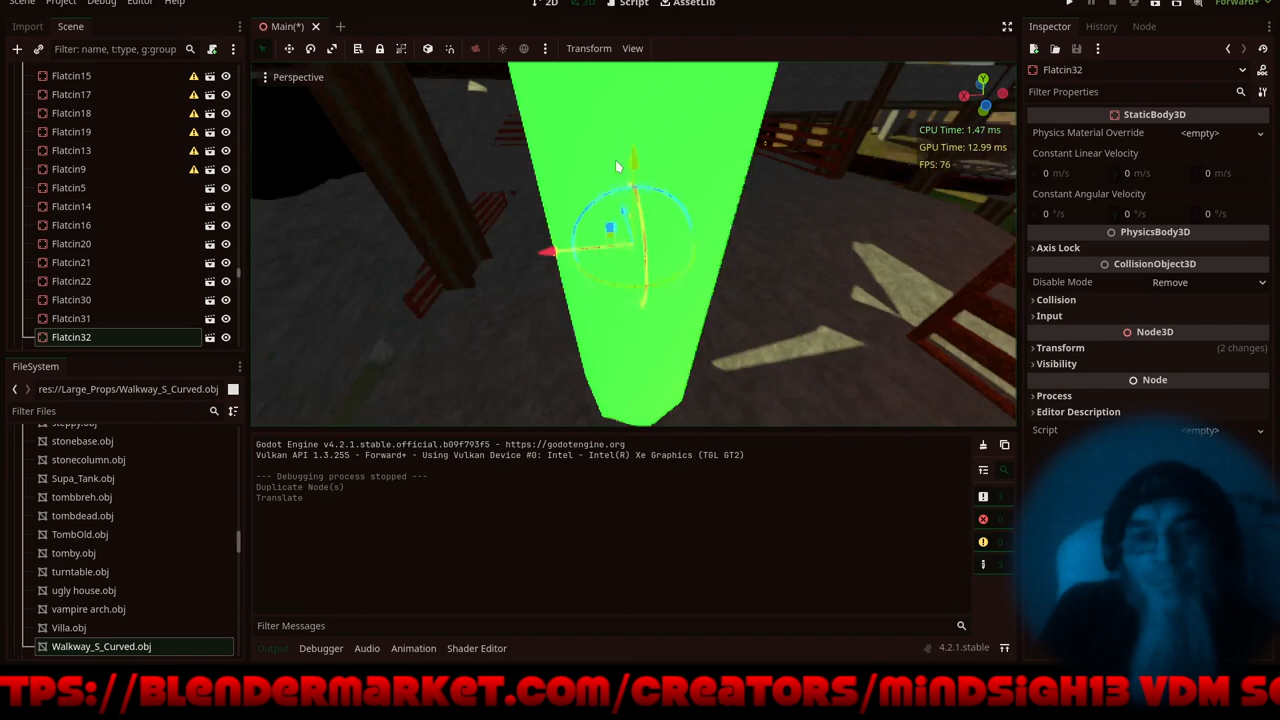 Scene Project Debug Editor Help
2D 3D Script AssetLib
Forward+
Import Scene
Main(*)
Inspector History Node
Filter: name, t:type, g:group
Transform View
Flatcin15
Flatcin17
Flatcin18
Flatcin19
Flatcin13
Flatcin9
Flatcin5
Flatcin14
Flatcin16
Flatcin20
Flatcin21
Flatcin22
Flatcin30
Flatcin31
Flatcin32
Perspective
Y
X
CPU Time: 1.47 ms
GPU Time: 12.99 ms
FPS: 76
Flatcin32
Filter Properties
StaticBody3D
Physics Material Override <empty>
Constant Linear Velocity
0 m/s 0 m/s 0 m/s
Constant Angular Velocity
0 °/s 0 °/s 0 °/s
PhysicsBody3D
Axis Lock
CollisionObject3D
Disable Mode Remove
Collision
Input
Node3D
Transform (2 changes)
Visibility
Node
Process
Editor Description
Script <empty>
FileSystem
res://Large_Props/Walkway_S_Curved.obj
Filter Files
steppy.obj
stonebase.obj
stonecolumn.obj
Supa_Tank.obj
tombbreh.obj
tombdead.obj
TombOld.obj
tomby.obj
turntable.obj
ugly house.obj
vampire arch.obj
Villa.obj
Walkway_S_Curved.obj
Godot Engine v4.2.1.stable.official.b09f793f5 - https://godotengine.org
Vulkan API 1.3.255 - Forward+ - Using Vulkan Device #0: Intel - Intel(R) Xe Graphics (TGL GT2)
--- Debugging process stopped ---
Duplicate Node(s)
Translate
3
0
0
3
Filter Messages
Output Debugger Audio Animation Shader Editor
4.2.1.stable
TPS://BLENDERMARKET.COM/CREATORS/MINDSIGH13 VDM SC